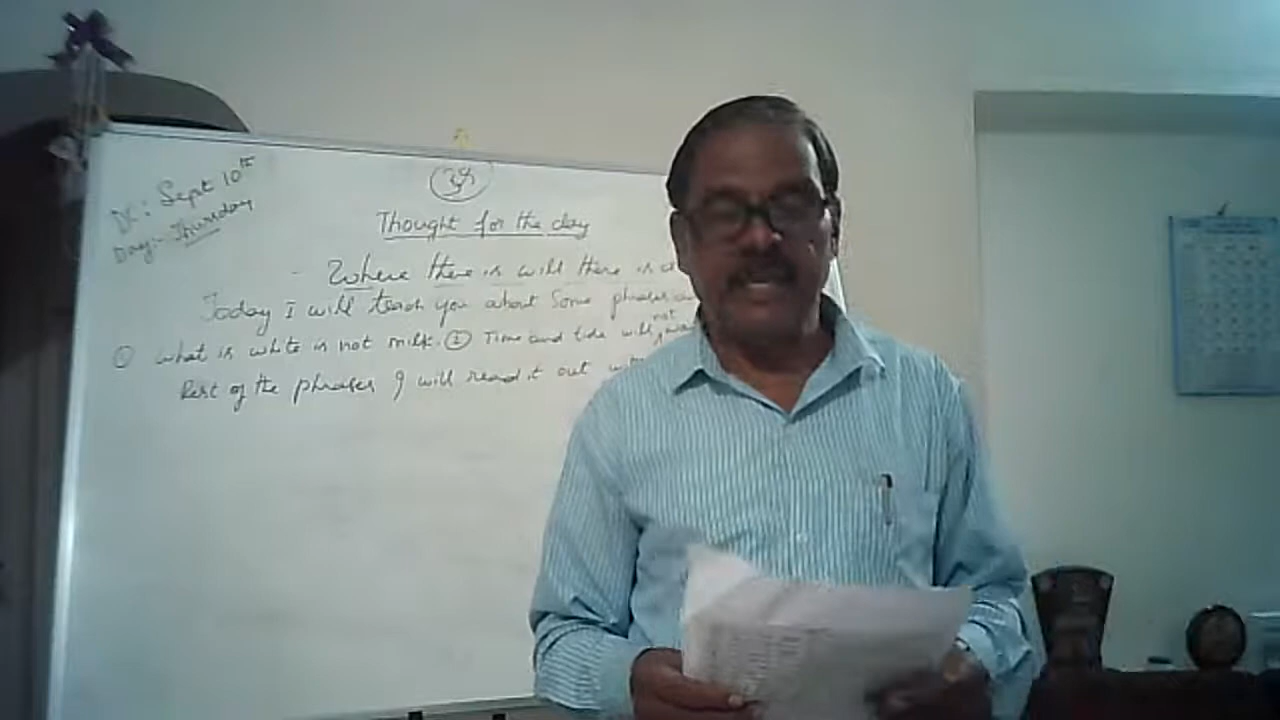 Dt: Sept 10th
Day:- Thursday
Thought for the day
- Where there is will there is a
Today I will teach you about some phrases
① what is white is not milk. ② Time and tide will not
Rest of the phrases I will read it out